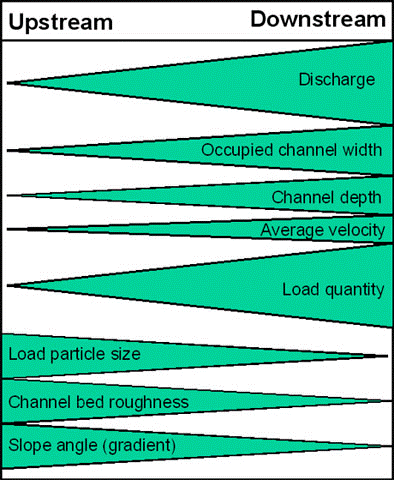 Upstream Downstream
Discharge
Occupied channel width
Channel depth
Average velocity
Load quantity
Load particle size
Channel bed roughness
Slope angle (gradient)